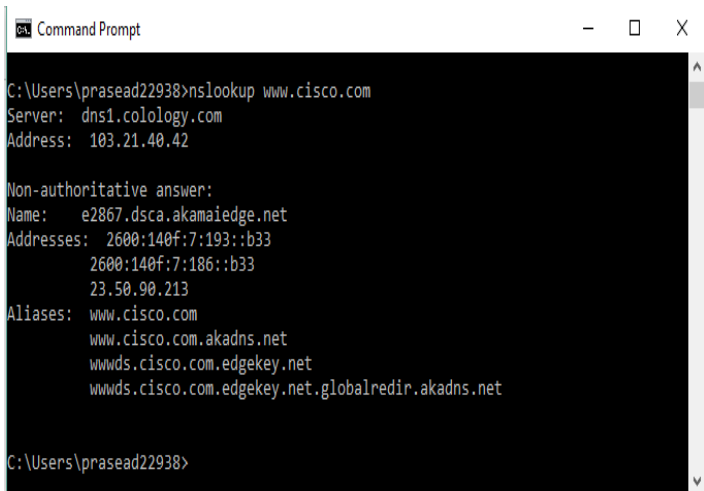 Command Prompt
C:\Users\prasead22938>nslookup www.cisco.com
Server:  dns1.colology.com
Address:  103.21.40.42
Non-authoritative answer:
Name:    e2867.dsca.akamaiedge.net
Addresses:  2600:140f:7:193::b33
2600:140f:7:186::b33
23.50.90.213
Aliases:  www.cisco.com
www.cisco.com.akadns.net
wwwds.cisco.com.edgekey.net
wwwds.cisco.com.edgekey.net.globalredir.akadns.net
C:\Users\prasead22938>